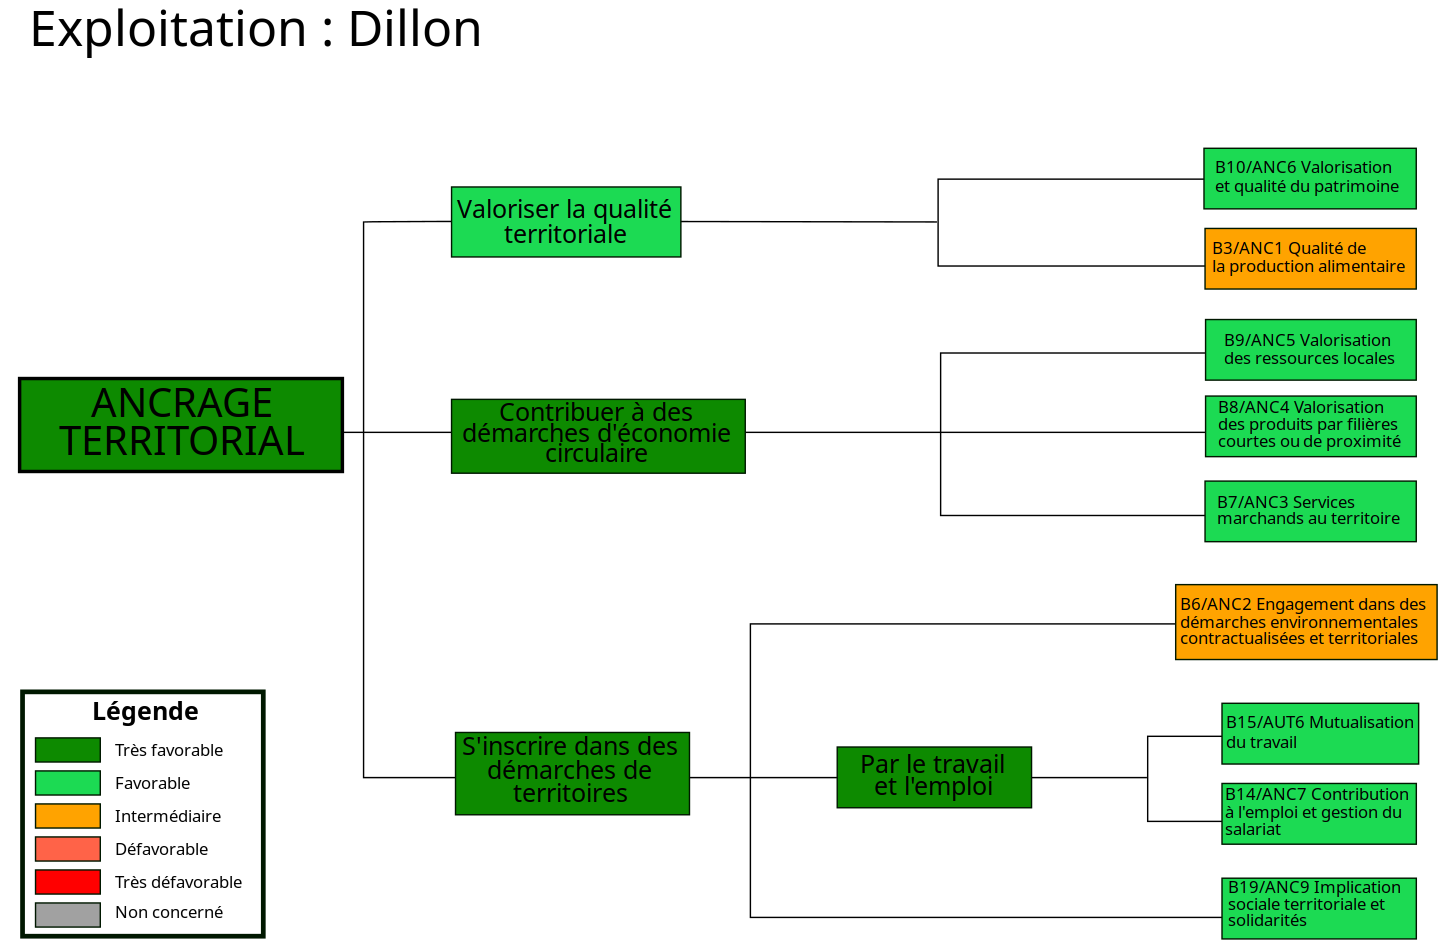 Exploitation : Dillon
B10/ANC6 Valorisation
et qualité du patrimoine
Valoriser la qualité
territoriale
B3/ANC1 Qualité de
la production alimentaire
B9/ANC5 Valorisation
des ressources locales
ANCRAGE
TERRITORIAL
Contribuer à des
démarches d'économie
circulaire
B8/ANC4 Valorisation
des produits par filières
courtes ou de proximité
B7/ANC3 Services
marchands au territoire
B6/ANC2 Engagement dans des
démarches environnementales
contractualisées et territoriales
S'inscrire dans des
démarches de
territoires
Par le travail
et l'emploi
B15/AUT6 Mutualisation
du travail
B14/ANC7 Contribution
à l'emploi et gestion du
salariat
B19/ANC9 Implication
sociale territoriale et
solidarités
Légende
Très favorable
Favorable
Intermédiaire
Défavorable
Très défavorable
Non concerné